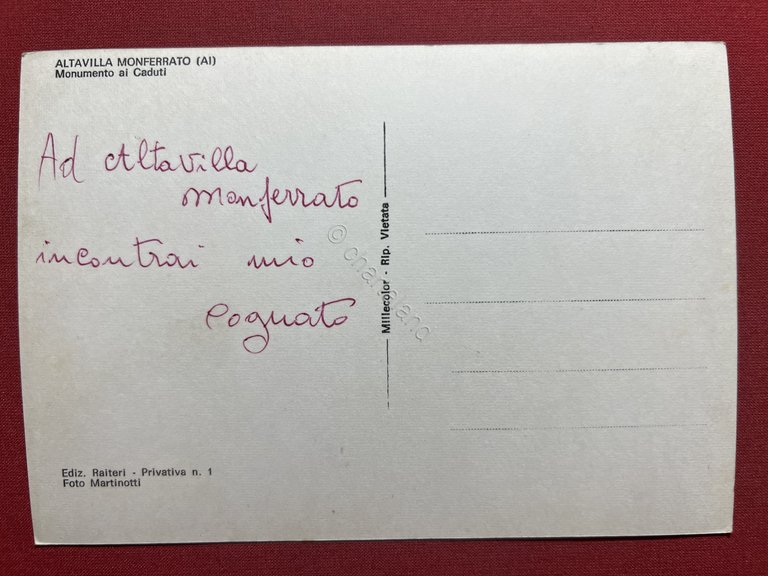 ALTAVILLA MONFERRATO (Al)
Monumento ai Caduti
Ad Altavilla
Monferrato
incontrai mio
cognato
Millecolor - Rip. Vietata
© chartaland
Ediz. Raiteri - Privativa n. 1
Foto Martinotti